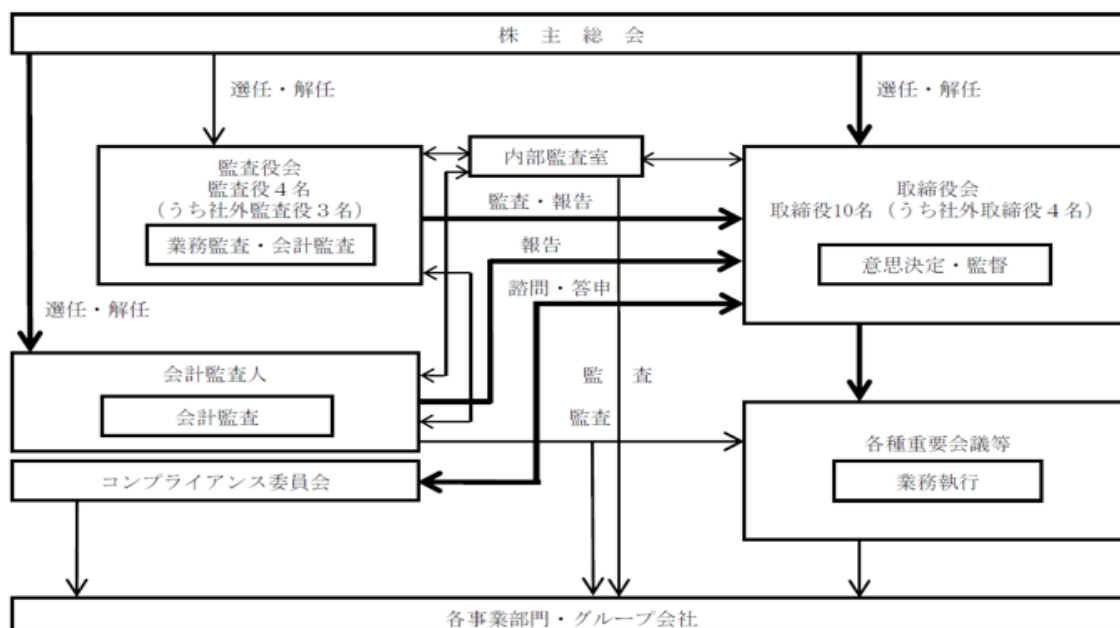 株 主 総 会
選任・解任
選任・解任
内部監査室
監査役会
監査役４名
（うち社外監査役３名）
業務監査・会計監査
取締役会
取締役10名（うち社外取締役４名）
意思決定・監督
監査・報告
報告
諮問・答申
選任・解任
会計監査人
会計監査
監 査
監査
各種重要会議等
業務執行
コンプライアンス委員会
各事業部門・グループ会社